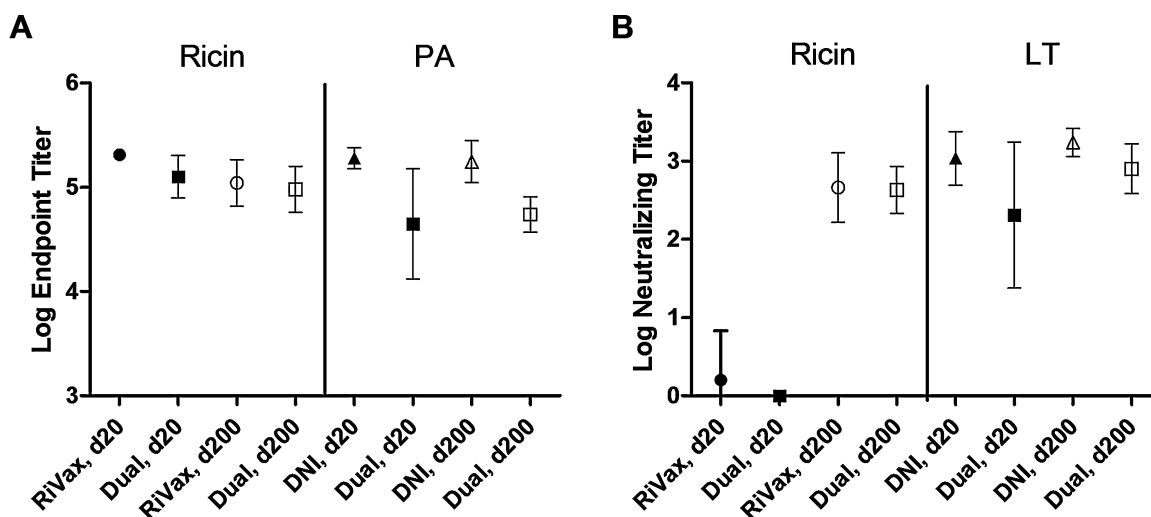 A
Ricin PA
Log Endpoint Titer
6
5
4
3
RiVax, d20
Dual, d20
RiVax, d200
Dual, d200
DNI, d20
Dual, d20
DNI, d200
Dual, d200
B
Ricin LT
Log Neutralizing Titer
4
3
2
1
0
RiVax, d20
Dual, d20
RiVax, d200
Dual, d200
DNI, d20
Dual, d20
DNI, d200
Dual, d200